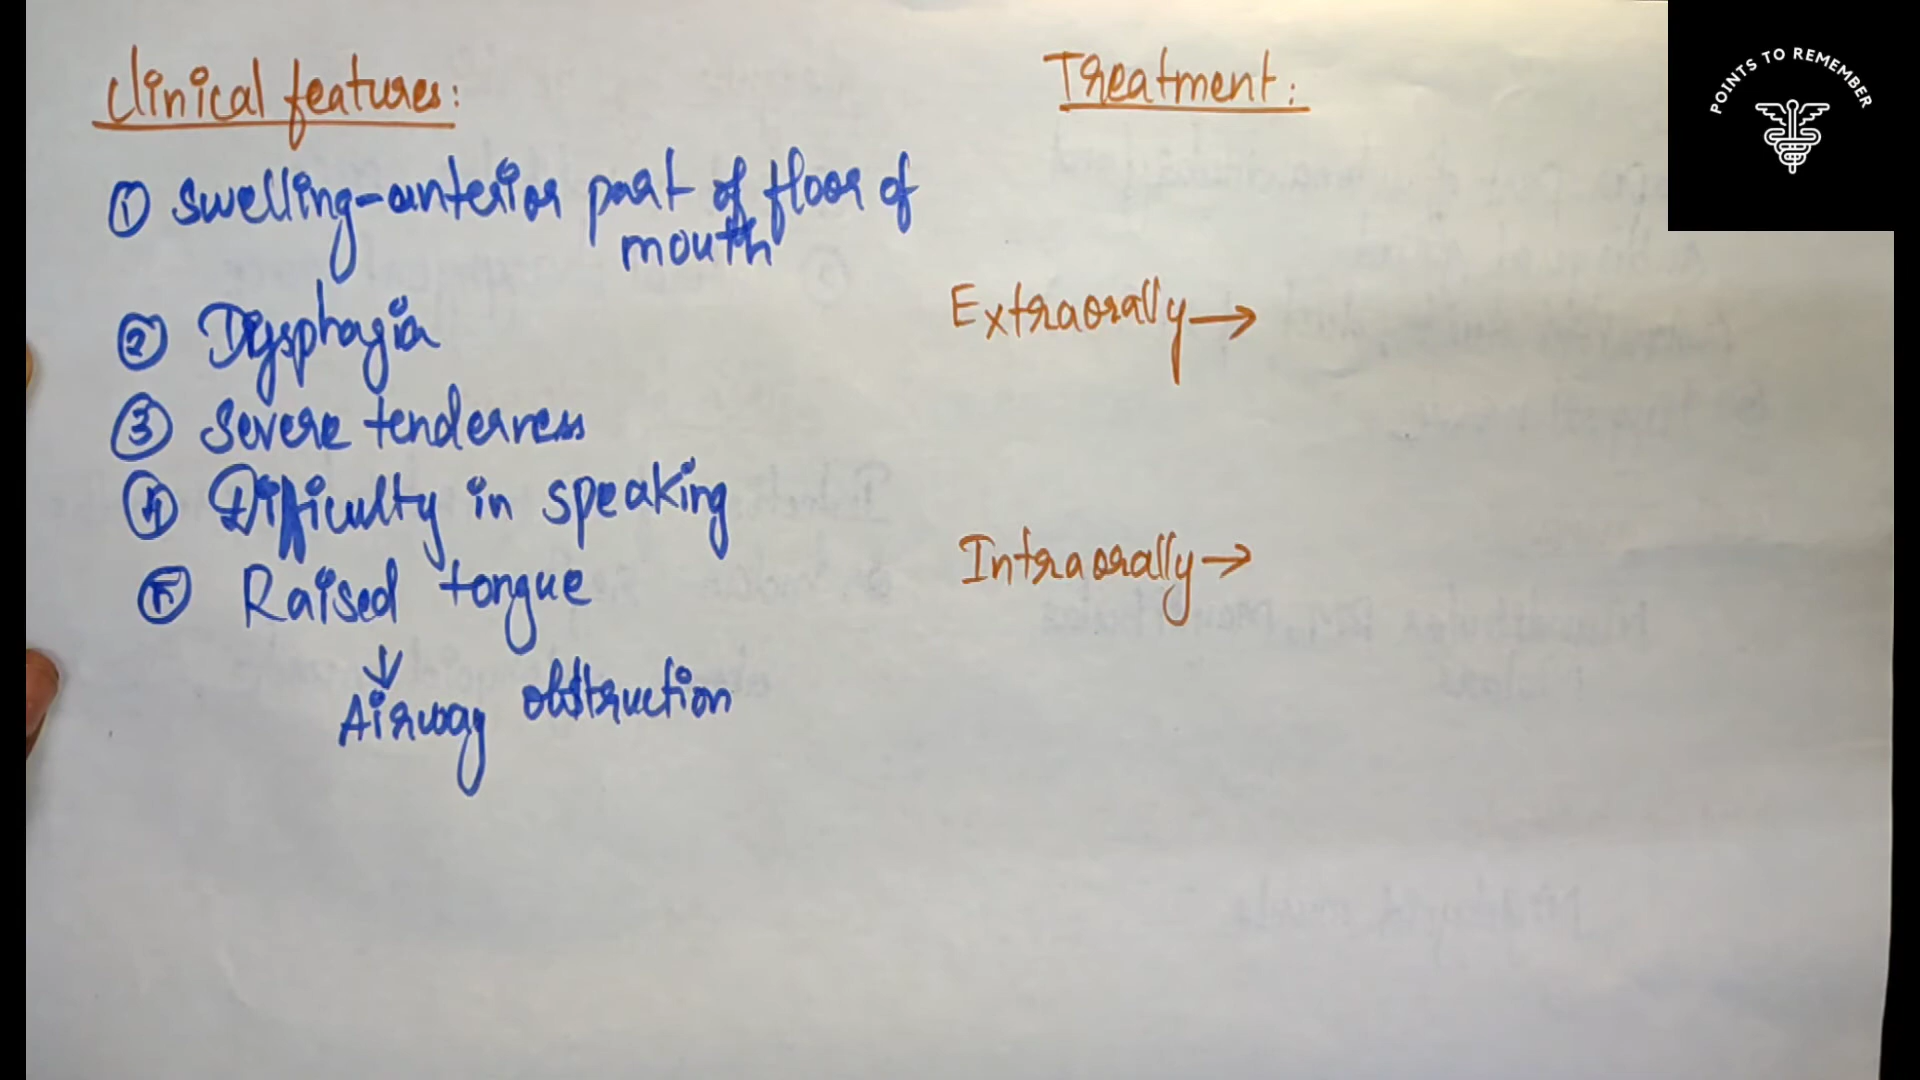 Clinical features:
① Swelling-anterior part of floor of
mouth
② Dysphagia
③ Severe tenderness
④ Difficulty in speaking
⑤ Raised tongue
↓
Airway obstruction
Treatment:
Extraorally →
Intraorally →
POINTS TO REMEMBER